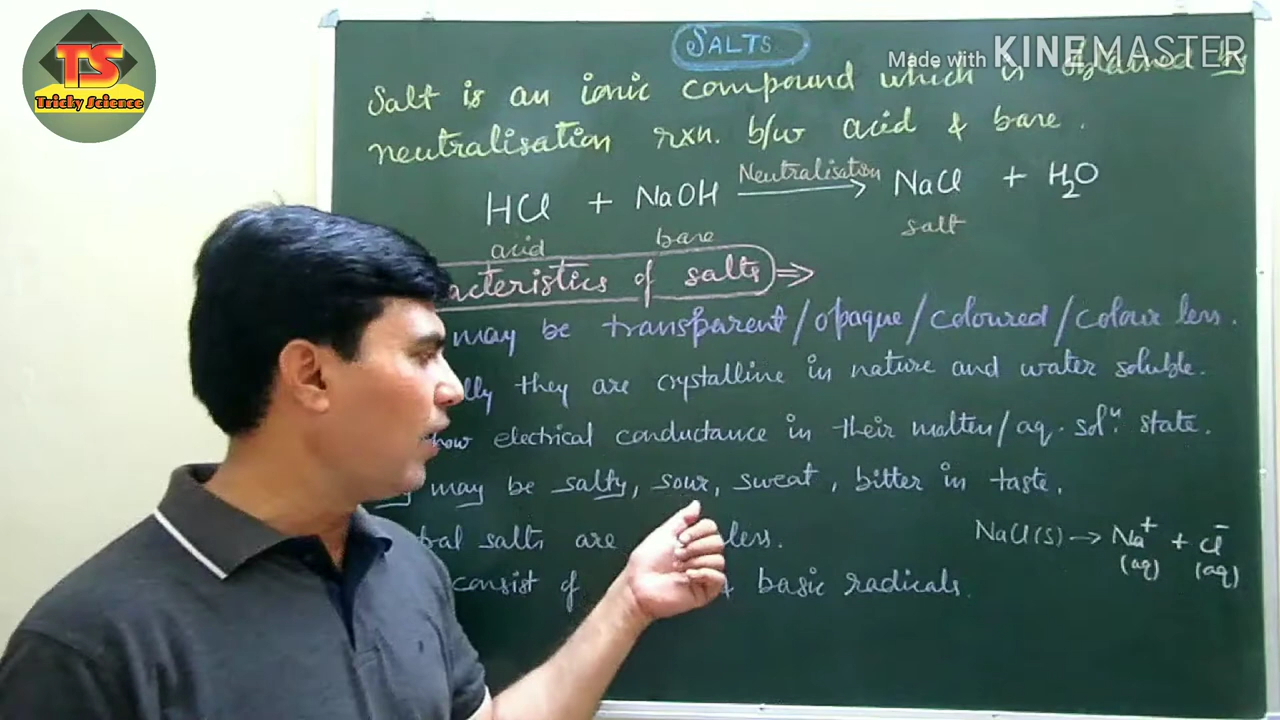 TS
Tricky Science
Made with KINEMASTER
SALTS
Salt is an ionic compound which is obtained by
neutralisation rxn. b/w acid & base.
HCl + NaOH Neutralisation → NaCl + H₂O
acid base salt
acteristics of salts ⇒
may be transparent/opaque/coloured/colour less.
lly they are crystalline in nature and water soluble.
how electrical conductance in their molten/aq. solⁿ. state.
may be salty, sour, sweat, bitter in taste.
salts are less.
NaCl(s) → Na⁺ + Cl⁻
(aq) (aq)
consist of basic radicals.